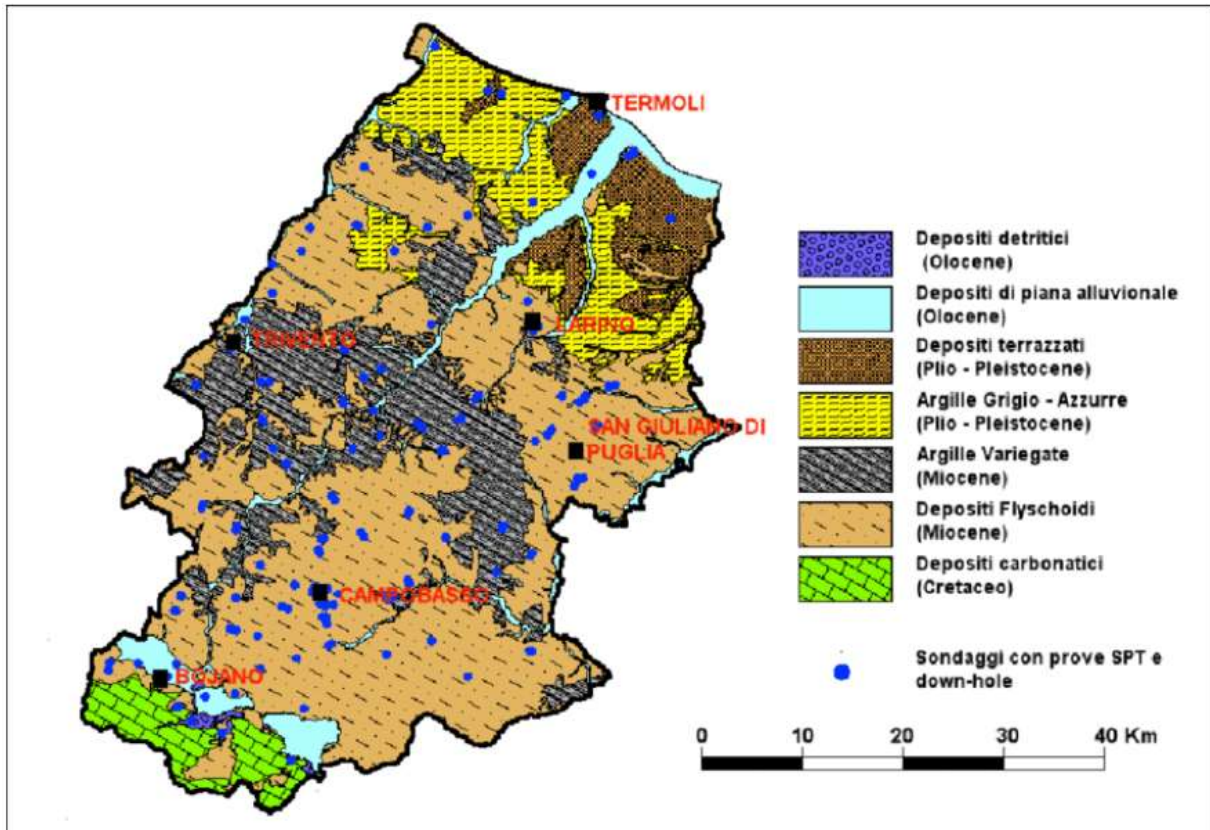 TERMOLI
LARINO
TRIVENTO
SAN GIULIANO DI
PUGLIA
CAMPOBASSO
BOJANO
Depositi detritici
(Olocene)
Depositi di piana alluvionale
(Olocene)
Depositi terrazzati
(Plio - Pleistocene)
Argille Grigio - Azzurre
(Plio - Pleistocene)
Argille Variegate
(Miocene)
Depositi Flyschoidi
(Miocene)
Depositi carbonatici
(Cretaceo)
Sondaggi con prove SPT e
down-hole
0 10 20 30 40 Km